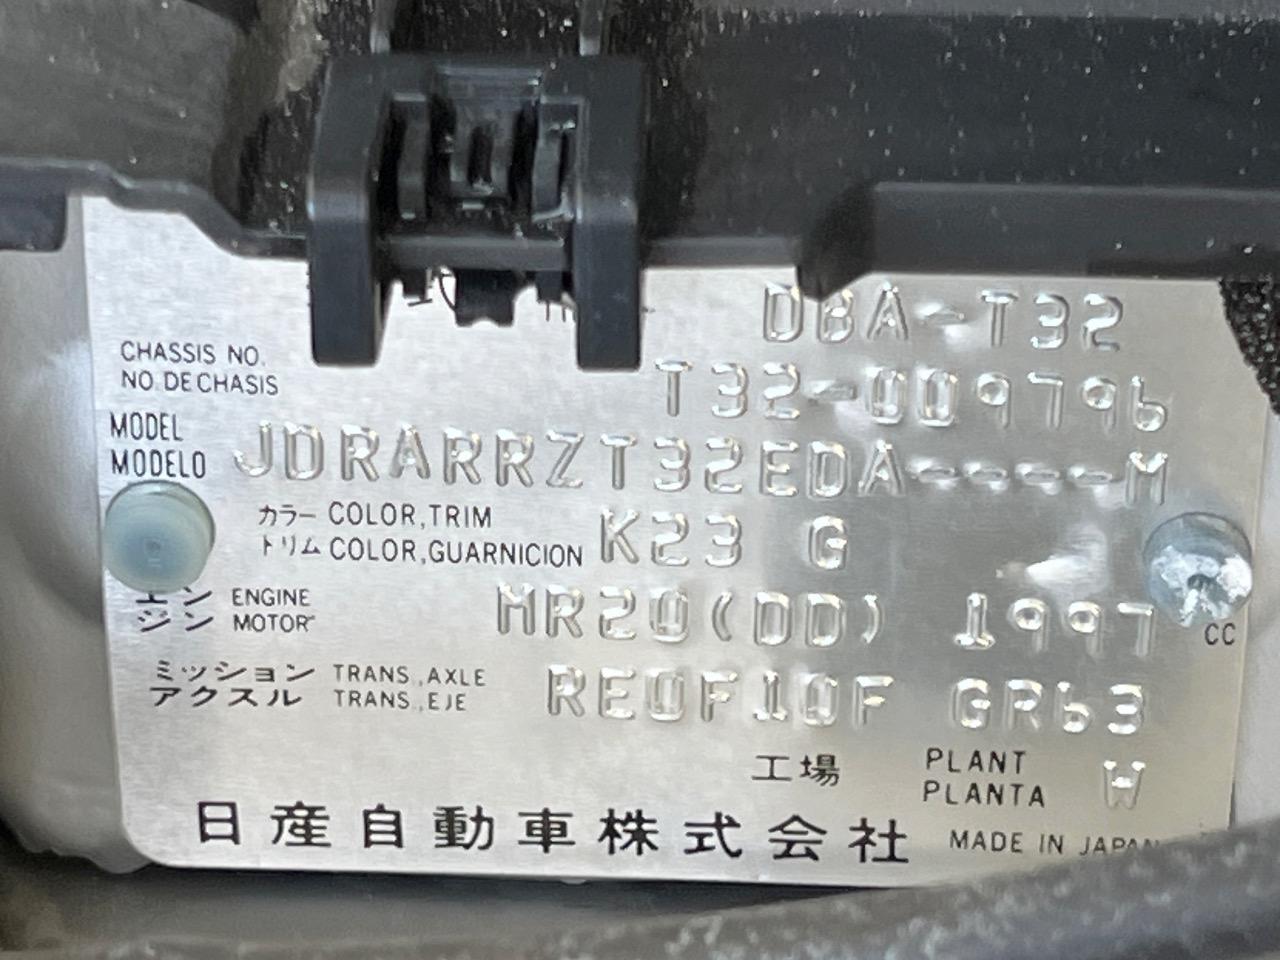 DBA-T32
CHASSIS NO. T32-009796
NO. DE CHASIS
MODEL
MODELO JDRARRZT32EDA-----M
カラー COLOR,TRIM K23 G
トリム COLOR,GUARNICION
エン ENGINE MR20(DD) 1997 CC
ジン MOTOR
ミッション TRANS.,AXLE REOF10F GR63
アクスル TRANS.,EJE
工場 PLANT W
PLANTA
日産自動車株式会社 MADE IN JAPAN